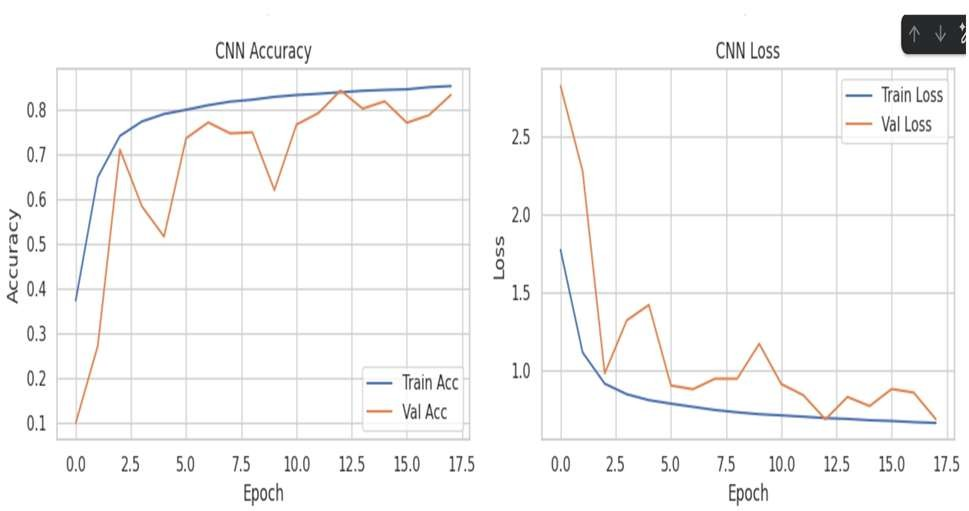 CNN Accuracy
Accuracy
0.8
0.7
0.6
0.5
0.4
0.3
0.2
0.1
Train Acc
Val Acc
0.0 2.5 5.0 7.5 10.0 12.5 15.0 17.5
Epoch
CNN Loss
Loss
2.5
2.0
1.5
1.0
Train Loss
Val Loss
0.0 2.5 5.0 7.5 10.0 12.5 15.0 17.5
Epoch